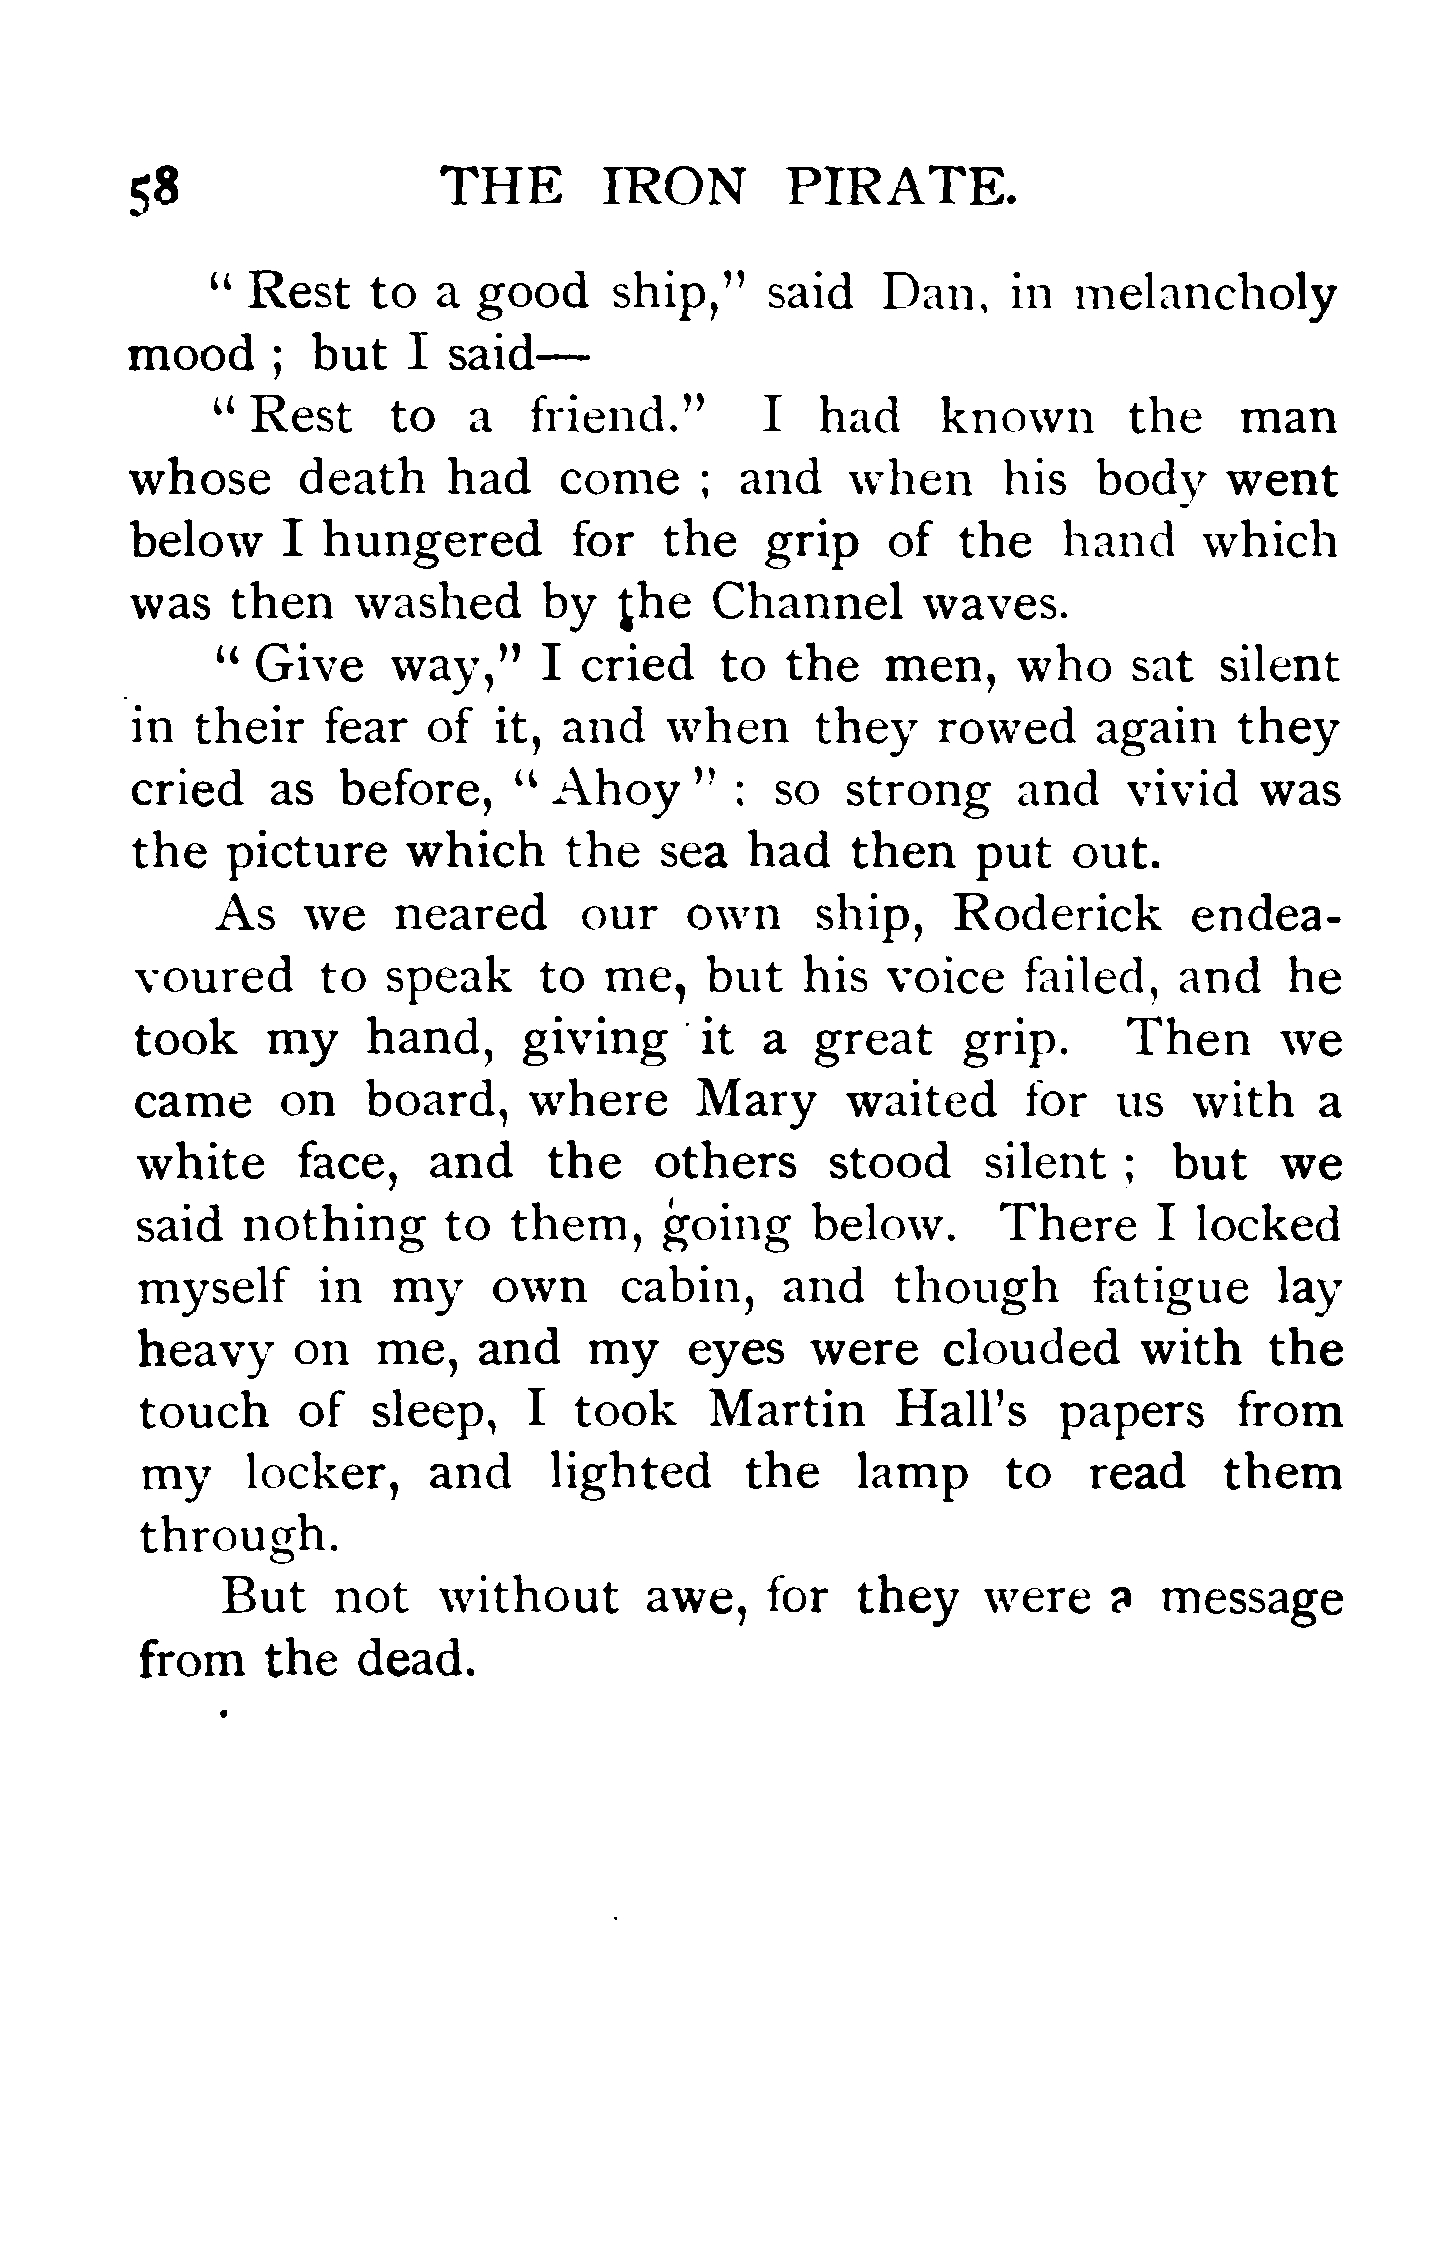 58 THE IRON PIRATE.
“ Rest to a good ship,” said Dan, in melancholy
mood ; but I said—
“ Rest to a friend.” I had known the man
whose death had come ; and when his body went
below I hungered for the grip of the hand which
was then washed by the Channel waves.
“ Give way,” I cried to the men, who sat silent
in their fear of it, and when they rowed again they
cried as before, “ Ahoy ” : so strong and vivid was
the picture which the sea had then put out.
As we neared our own ship, Roderick endea-
voured to speak to me, but his voice failed, and he
took my hand, giving it a great grip. Then we
came on board, where Mary waited for us with a
white face, and the others stood silent ; but we
said nothing to them, going below. There I locked
myself in my own cabin, and though fatigue lay
heavy on me, and my eyes were clouded with the
touch of sleep, I took Martin Hall’s papers from
my locker, and lighted the lamp to read them
through.
But not without awe, for they were a message
from the dead.